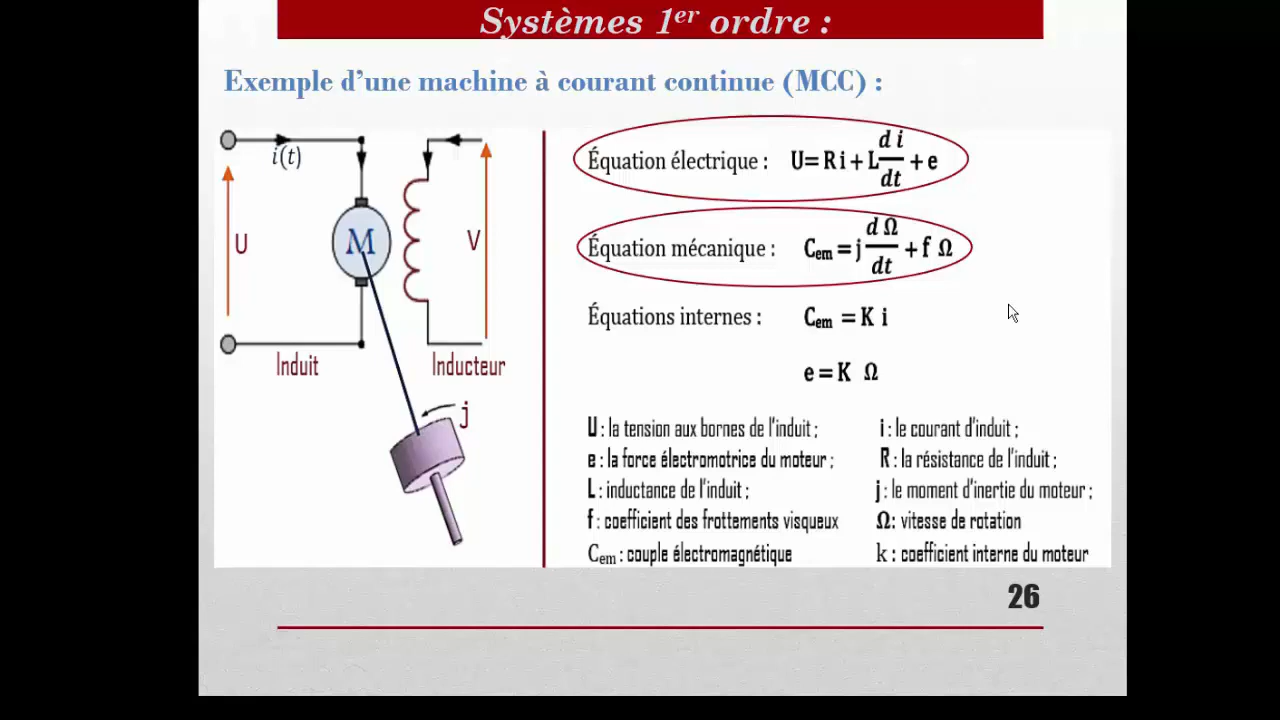 Systèmes 1er ordre :
Exemple d'une machine à courant continue (MCC) :
i(t)
U
M
V
Induit
Inducteur
j
Équation électrique : U= R i + L di/dt + e
Équation mécanique : Cem = j dΩ/dt + f Ω
Équations internes : Cem = K i
e = K Ω
U : la tension aux bornes de l'induit ;
i : le courant d'induit ;
e : la force électromotrice du moteur ;
R : la résistance de l'induit ;
L : inductance de l'induit ;
j : le moment d'inertie du moteur ;
f : coefficient des frottements visqueux
Ω: vitesse de rotation
Cem : couple électromagnétique
k : coefficient interne du moteur
26